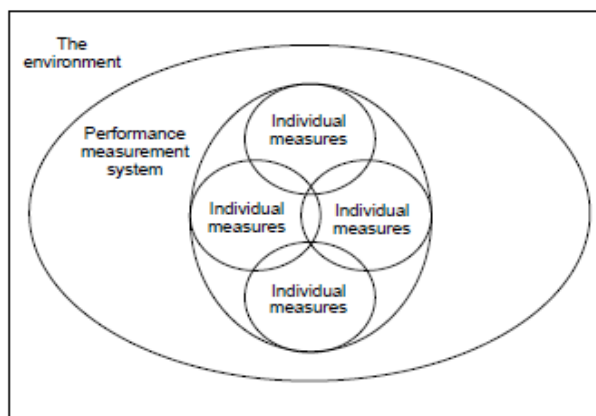 The
environment
Performance
measurement
system
Individual
measures
Individual
measures
Individual
measures
Individual
measures